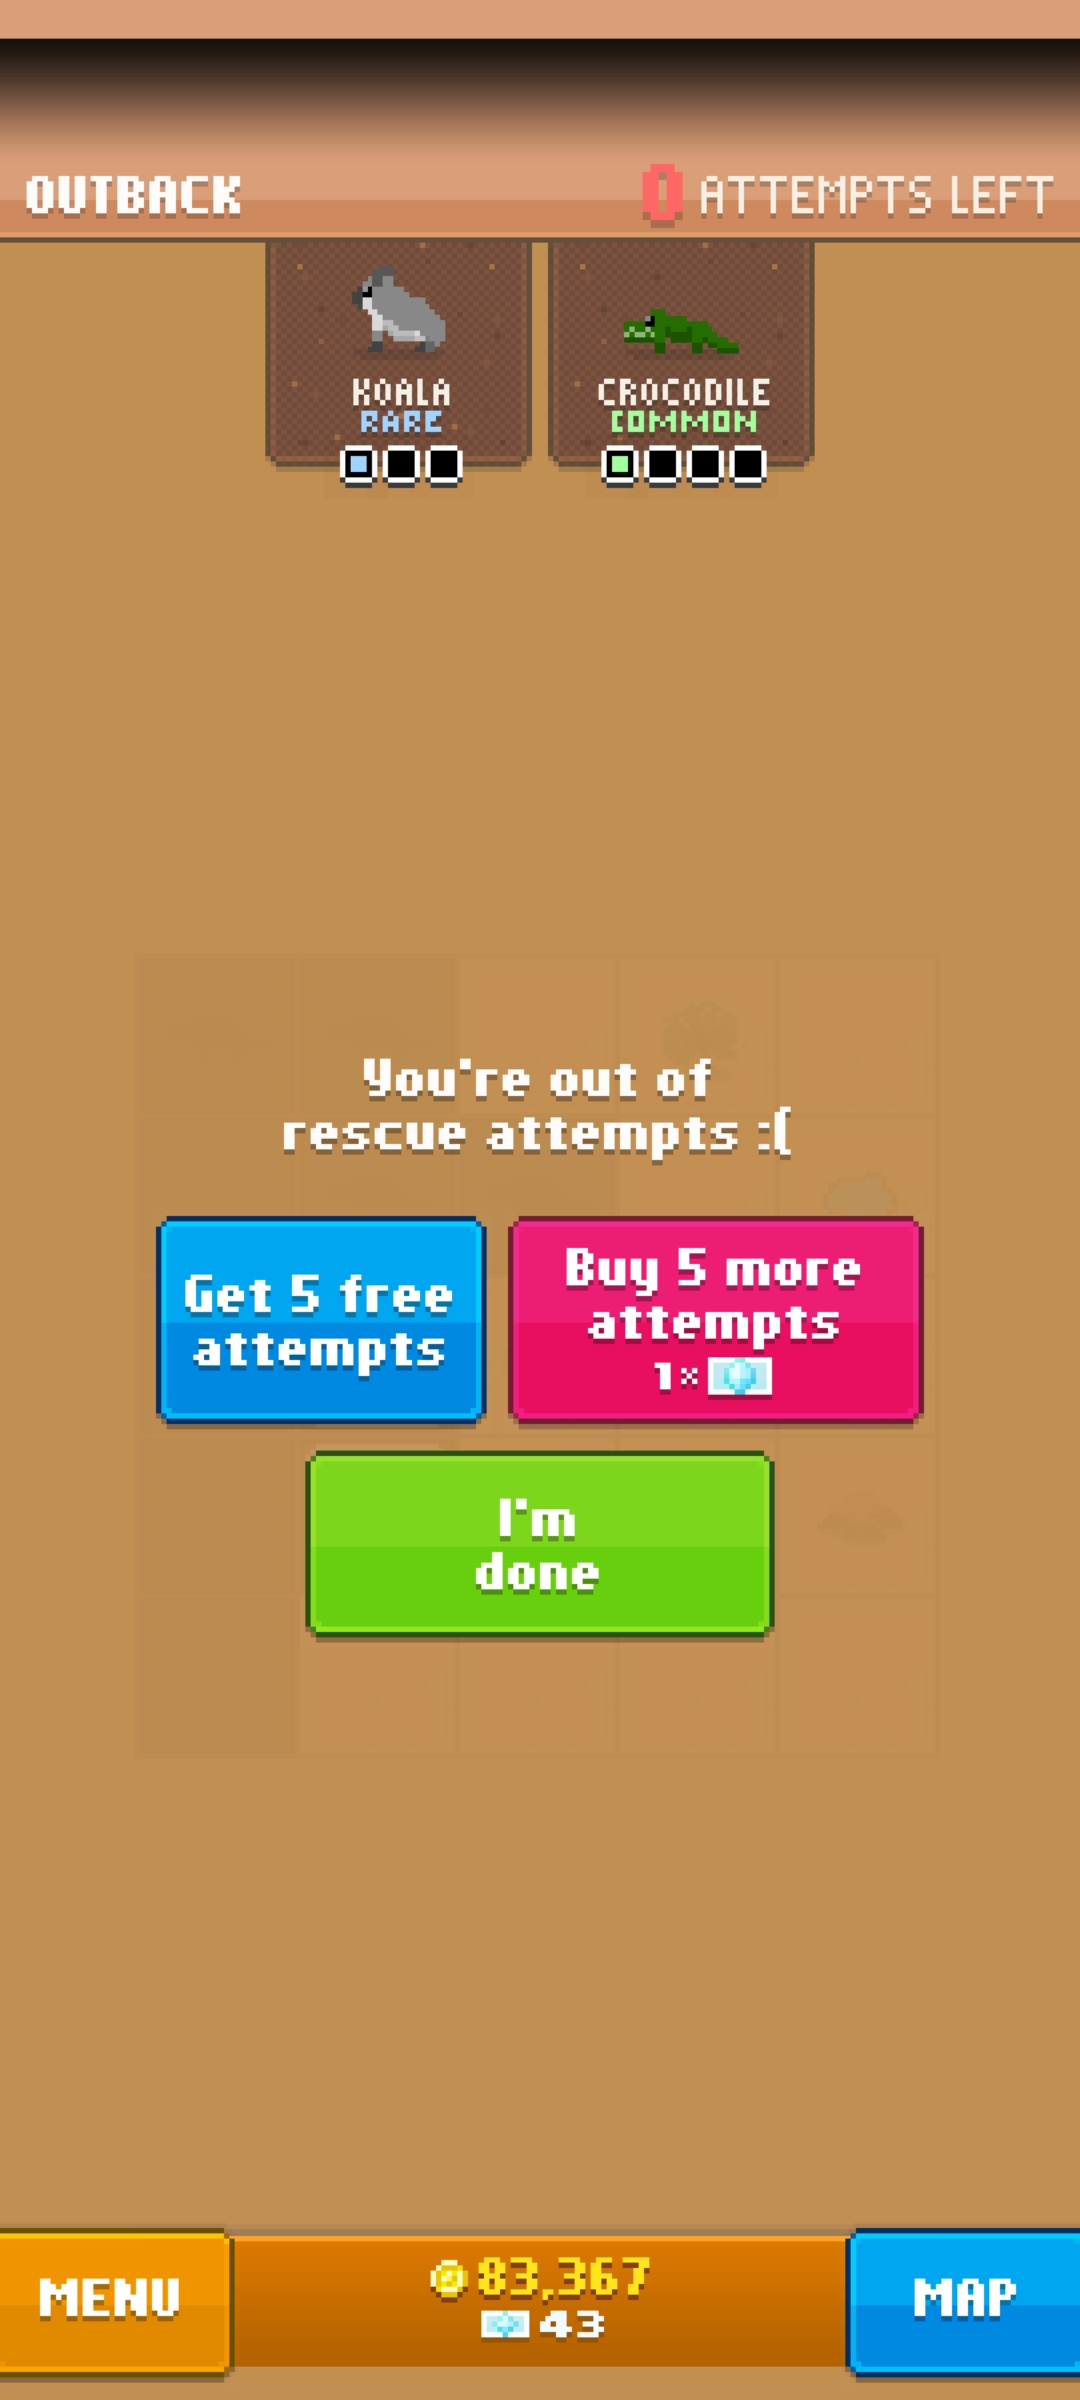 OUTBACK
0 ATTEMPTS LEFT
KOALA
RARE
CROCODILE
COMMON
You're out of
rescue attempts :(
Get 5 free
attempts
Buy 5 more
attempts
1×
I'm
done
MENU
83,367
43
MAP